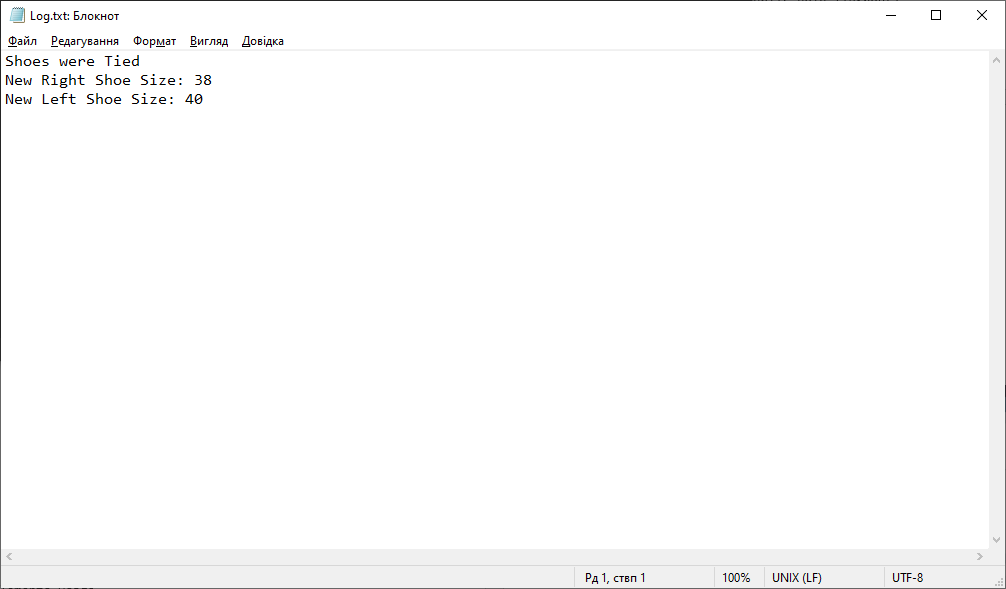 Log.txt: Блокнот
Файл Редагування Формат Вигляд Довідка
Shoes were Tied
New Right Shoe Size: 38
New Left Shoe Size: 40
Рд 1, ствп 1 100% UNIX (LF) UTF-8